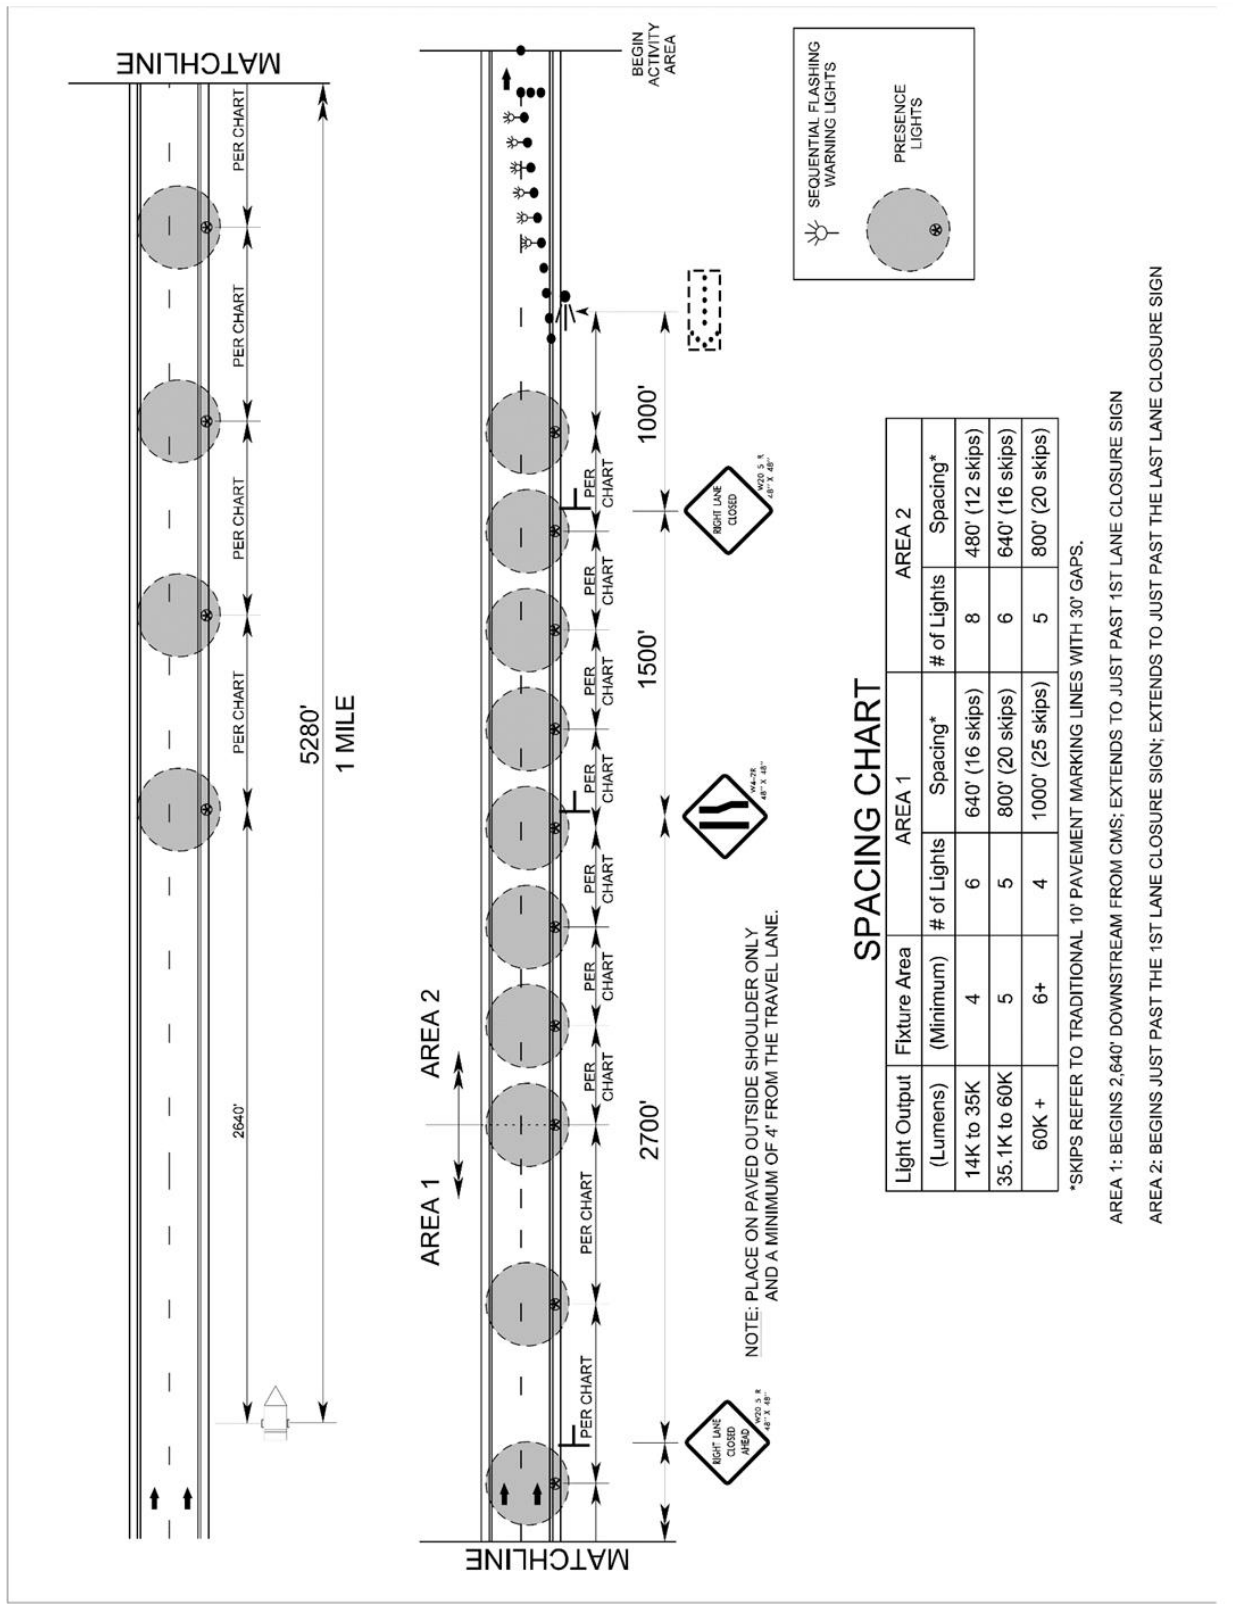 MATCHLINE
PER CHART
PER CHART
PER CHART
PER CHART
2640'
5280'
1 MILE
MATCHLINE
AREA 1
AREA 2
BEGIN
ACTIVITY
AREA
PER CHART
PER CHART
PER
CHART
PER
CHART
PER
CHART
PER
CHART
PER
CHART
PER
CHART
PER
CHART
2700'
1500'
1000'
RIGHT LANE
CLOSED
AHEAD
W20 5 R
48" X 48"
W4-2R
48" X 48"
RIGHT LANE
CLOSED
W20 5 R
48" X 48"
NOTE: PLACE ON PAVED OUTSIDE SHOULDER ONLY
AND A MINIMUM OF 4' FROM THE TRAVEL LANE.
SEQUENTIAL FLASHING
WARNING LIGHTS
PRESENCE
LIGHTS
SPACING CHART
Light Output Fixture Area AREA 1 AREA 2
(Lumens) (Minimum) # of Lights Spacing* # of Lights Spacing*
14K to 35K 4 6 640' (16 skips) 8 480' (12 skips)
35.1K to 60K 5 5 800' (20 skips) 6 640' (16 skips)
60K + 6+ 4 1000' (25 skips) 5 800' (20 skips)
*SKIPS REFER TO TRADITIONAL 10' PAVEMENT MARKING LINES WITH 30' GAPS.
AREA 1: BEGINS 2,640' DOWNSTREAM FROM CMS; EXTENDS TO JUST PAST 1ST LANE CLOSURE SIGN
AREA 2: BEGINS JUST PAST THE 1ST LANE CLOSURE SIGN; EXTENDS TO JUST PAST THE LAST LANE CLOSURE SIGN